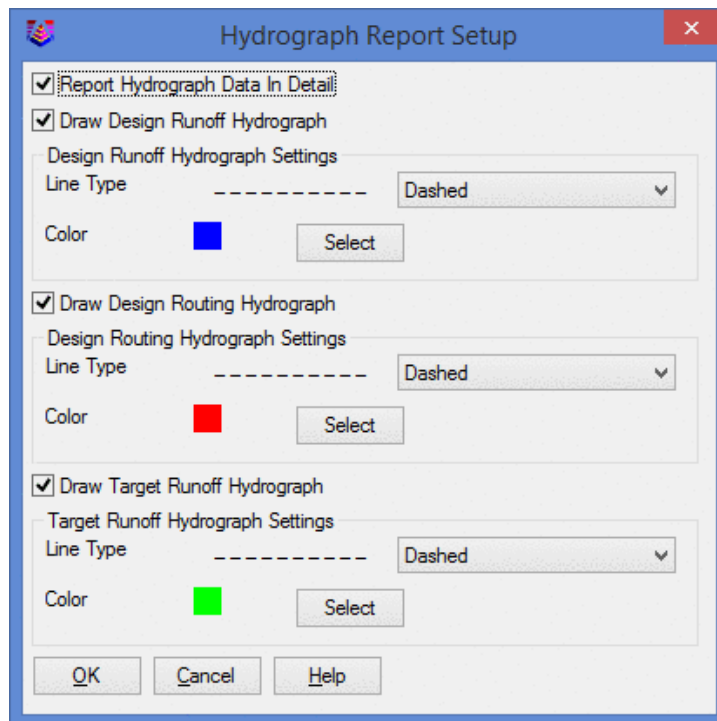 Hydrograph Report Setup
Report Hydrograph Data In Detail
Draw Design Runoff Hydrograph
Design Runoff Hydrograph Settings
Line Type Dashed
Color Select
Draw Design Routing Hydrograph
Design Routing Hydrograph Settings
Line Type Dashed
Color Select
Draw Target Runoff Hydrograph
Target Runoff Hydrograph Settings
Line Type Dashed
Color Select
OK Cancel Help